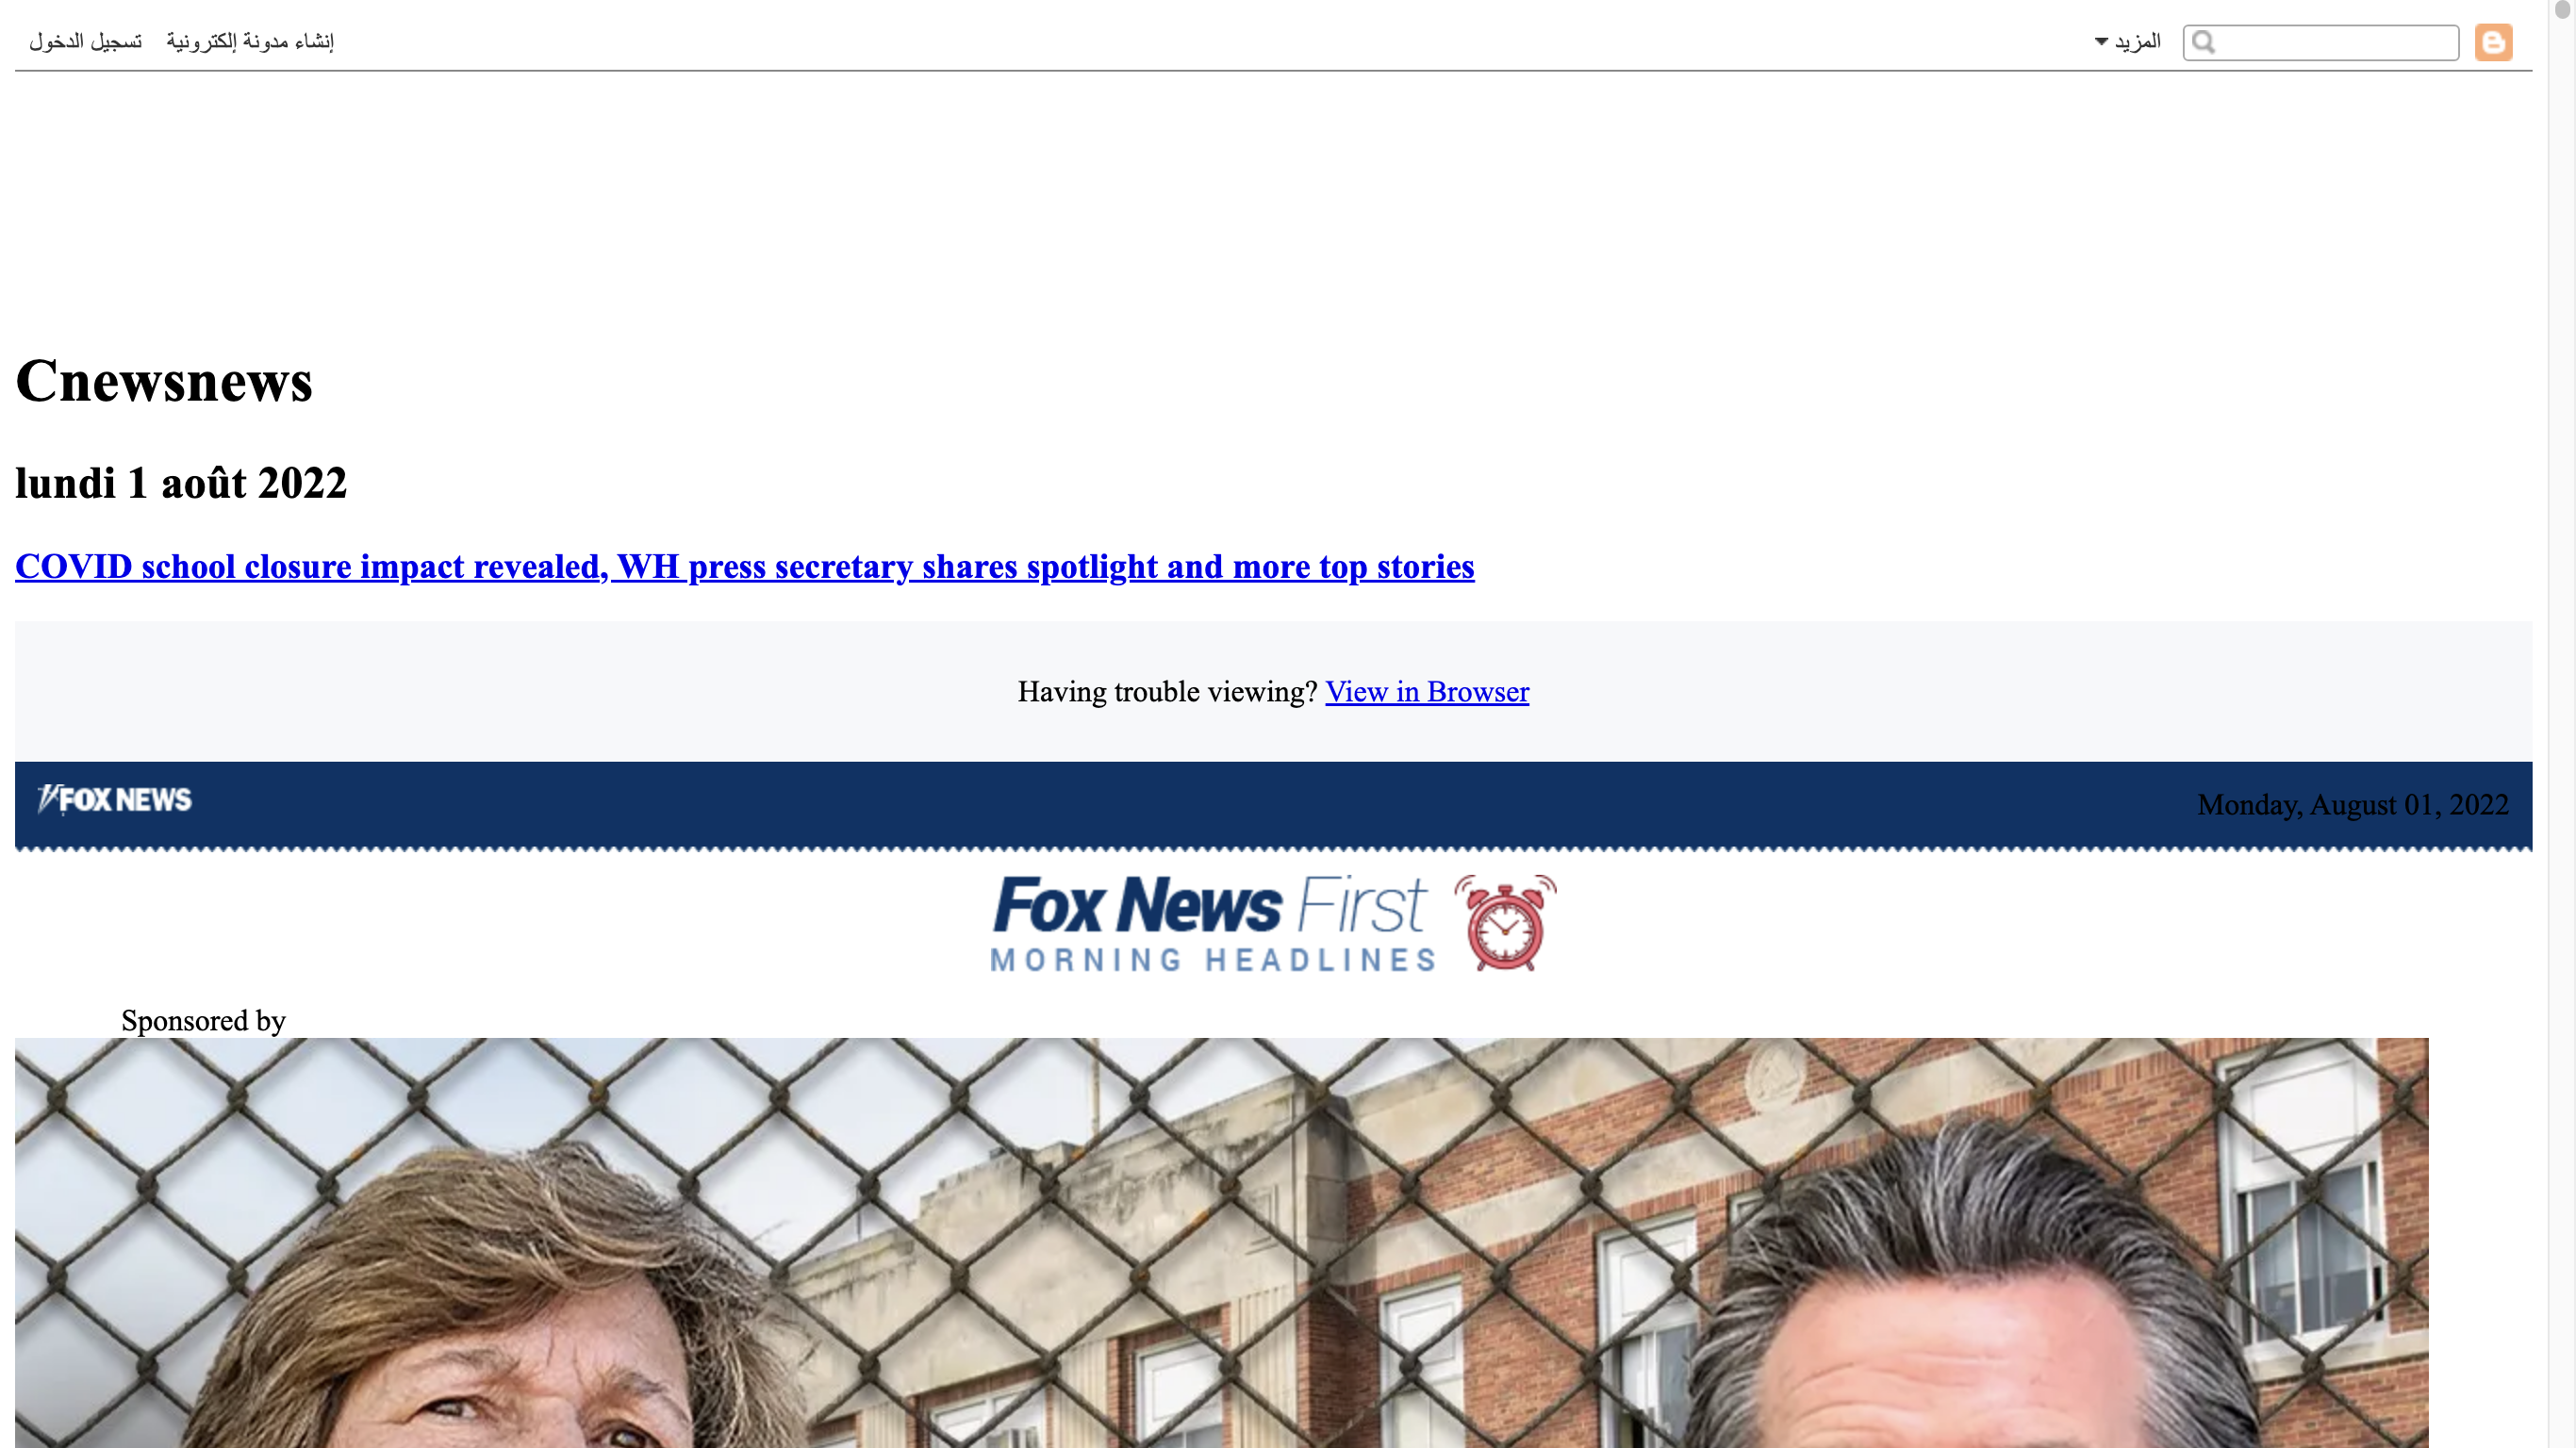 المزيد
إنشاء مدونة إلكترونية تسجيل الدخول
Cnewsnews
lundi 1 août 2022
COVID school closure impact revealed, WH press secretary shares spotlight and more top stories
Having trouble viewing? View in Browser
FOX NEWS
Monday, August 01, 2022
Fox News First
MORNING HEADLINES
Sponsored by